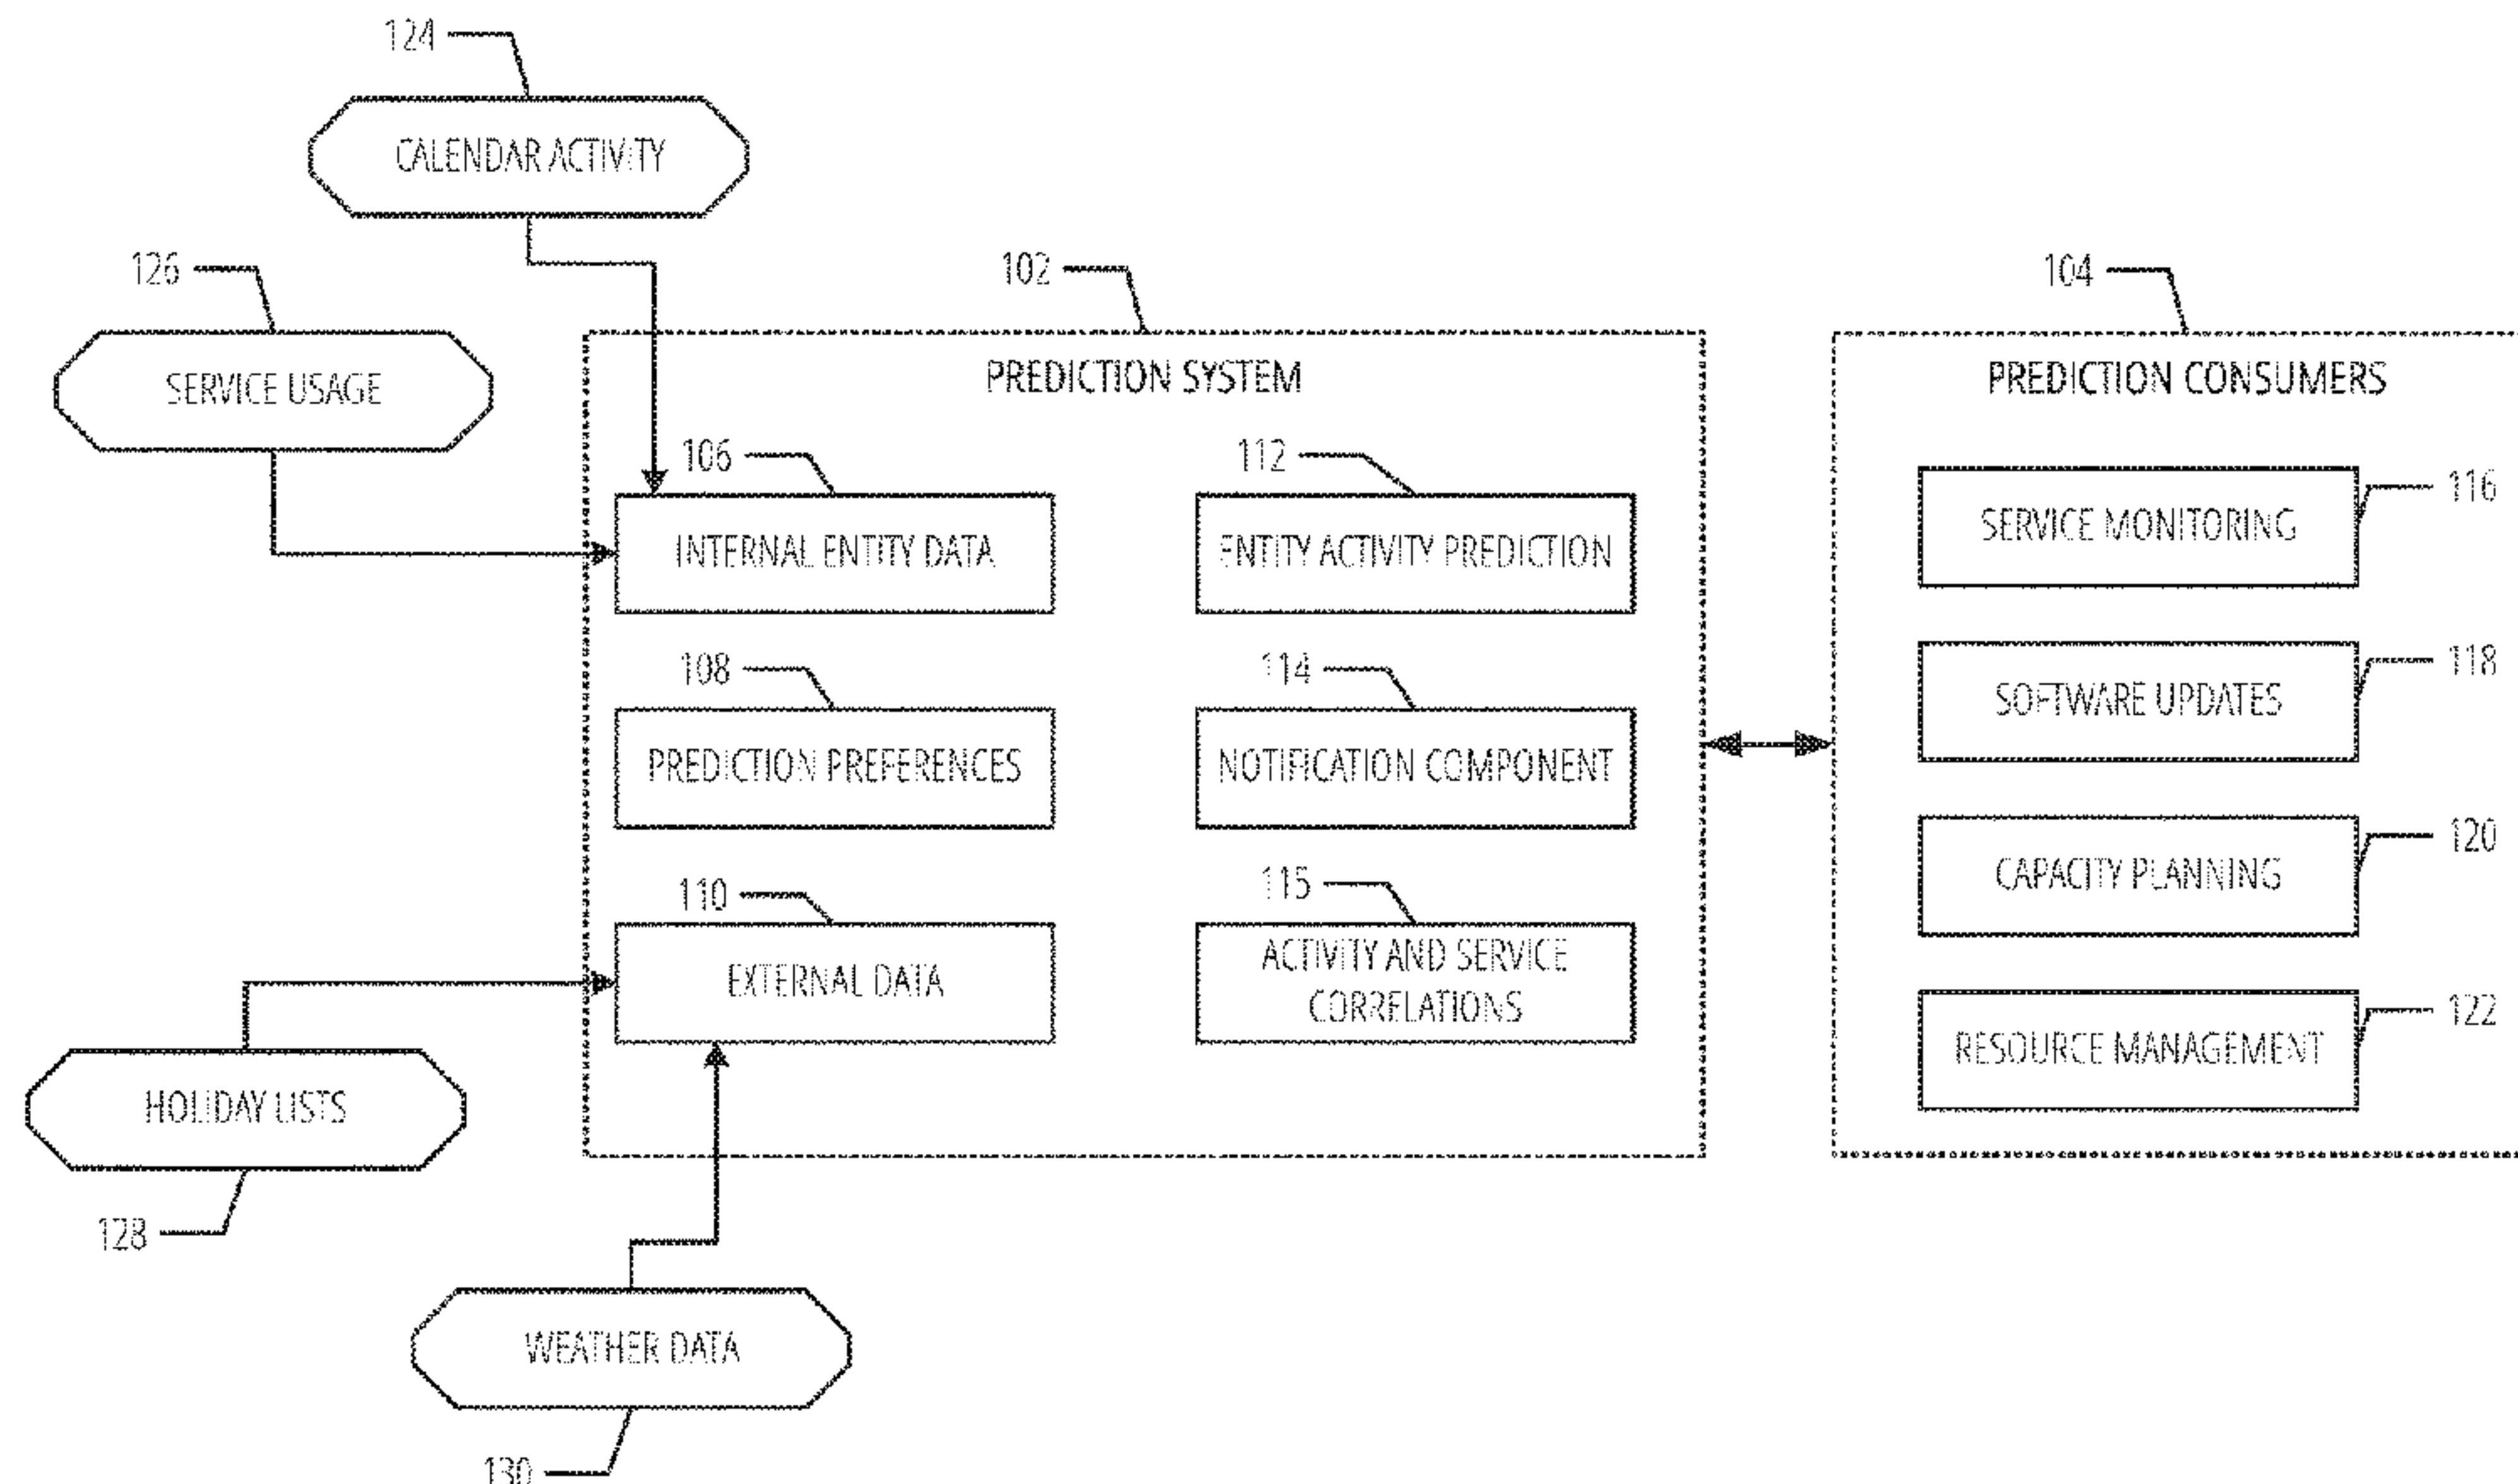 124
CALENDAR ACTIVITY
126
102
104
SERVICE USAGE
PREDICTION SYSTEM
PREDICTION CONSUMERS
106
112
116
INTERNAL ENTITY DATA
ENTITY ACTIVITY PREDICTION
SERVICE MONITORING
108
114
118
PREDICTION PREFERENCES
NOTIFICATION COMPONENT
SOFTWARE UPDATES
110
115
120
EXTERNAL DATA
ACTIVITY AND SERVICE
CORRELATIONS
CAPACITY PLANNING
122
RESOURCE MANAGEMENT
HOLIDAY LISTS
128
WEATHER DATA
130